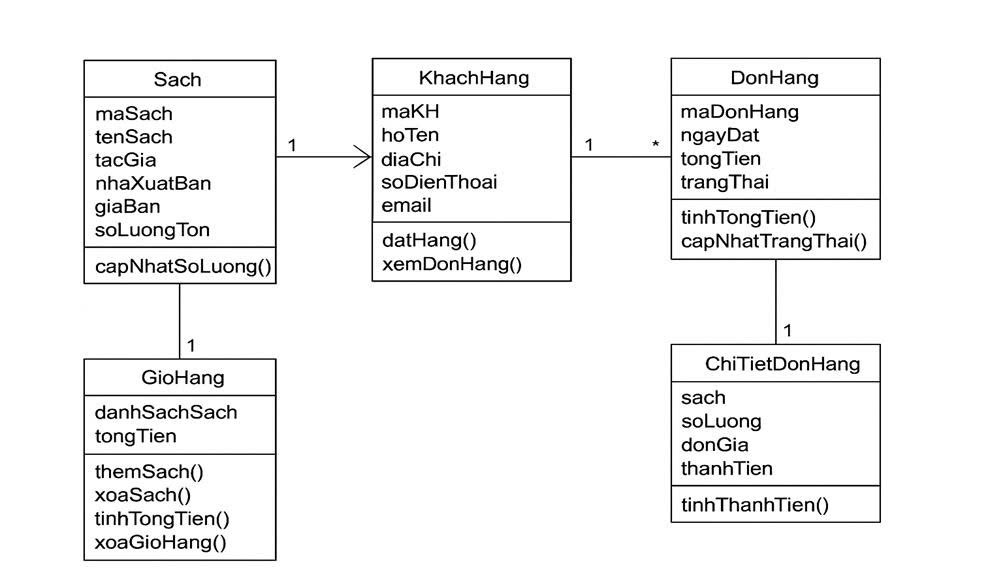 Sach
maSach
tenSach
tacGia
nhaXuatBan
giaBan
soLuongTon
capNhatSoLuong()
1
KhachHang
maKH
hoTen
diaChi
soDienThoai
email
datHang()
xemDonHang()
1
*
DonHang
maDonHang
ngayDat
tongTien
trangThai
tinhTongTien()
capNhatTrangThai()
1
GioHang
danhSachSach
tongTien
themSach()
xoaSach()
tinhTongTien()
xoaGioHang()
1
ChiTietDonHang
sach
soLuong
donGia
thanhTien
tinhThanhTien()